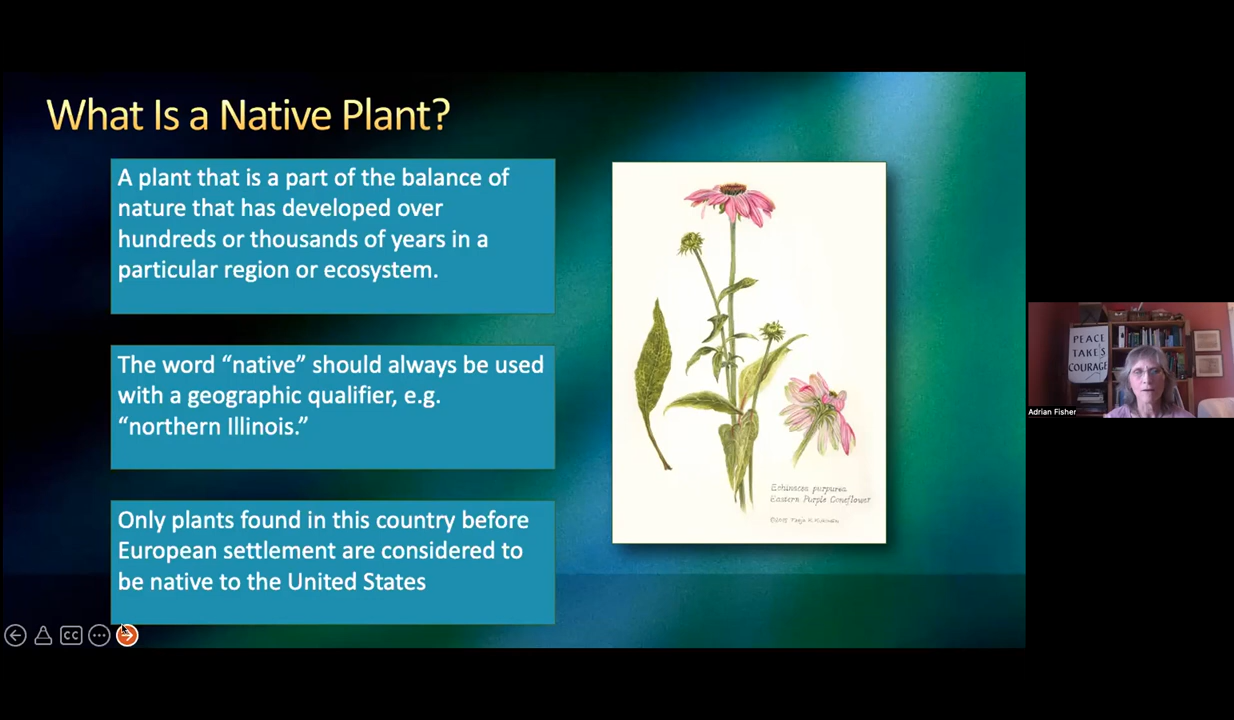 What Is a Native Plant?
A plant that is a part of the balance of
nature that has developed over
hundreds or thousands of years in a
particular region or ecosystem.
The word “native” should always be used
with a geographic qualifier, e.g.
“northern Illinois.”
Only plants found in this country before
European settlement are considered to
be native to the United States
Echinacea purpurea
Eastern Purple Coneflower
CC
PEACE
TAKES
COURAGE
Adrian Fisher